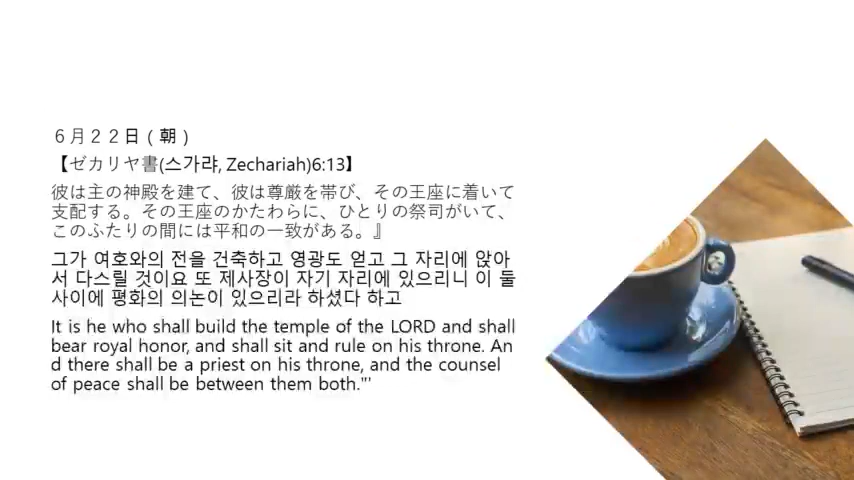 ６月２２日（朝）
【ゼカリヤ書(스가랴, Zechariah)6:13】
彼は主の神殿を建て、彼は尊厳を帯び、その王座に着いて
支配する。その王座のかたわらに、ひとりの祭司がいて、
このふたりの間には平和の一致がある。』
그가 여호와의 전을 건축하고 영광도 얻고 그 자리에 앉아
서 다스릴 것이요 또 제사장이 자기 자리에 있으리니 이 둘
사이에 평화의 의논이 있으리라 하셨다 하고
It is he who shall build the temple of the LORD and shall
bear royal honor, and shall sit and rule on his throne. An
d there shall be a priest on his throne, and the counsel
of peace shall be between them both."'